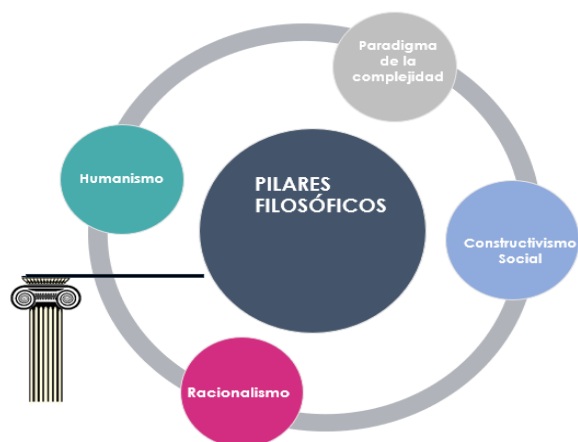 Paradigma
de la
complejidad
Humanismo
PILARES
FILOSÓFICOS
Constructivismo
Social
Racionalismo